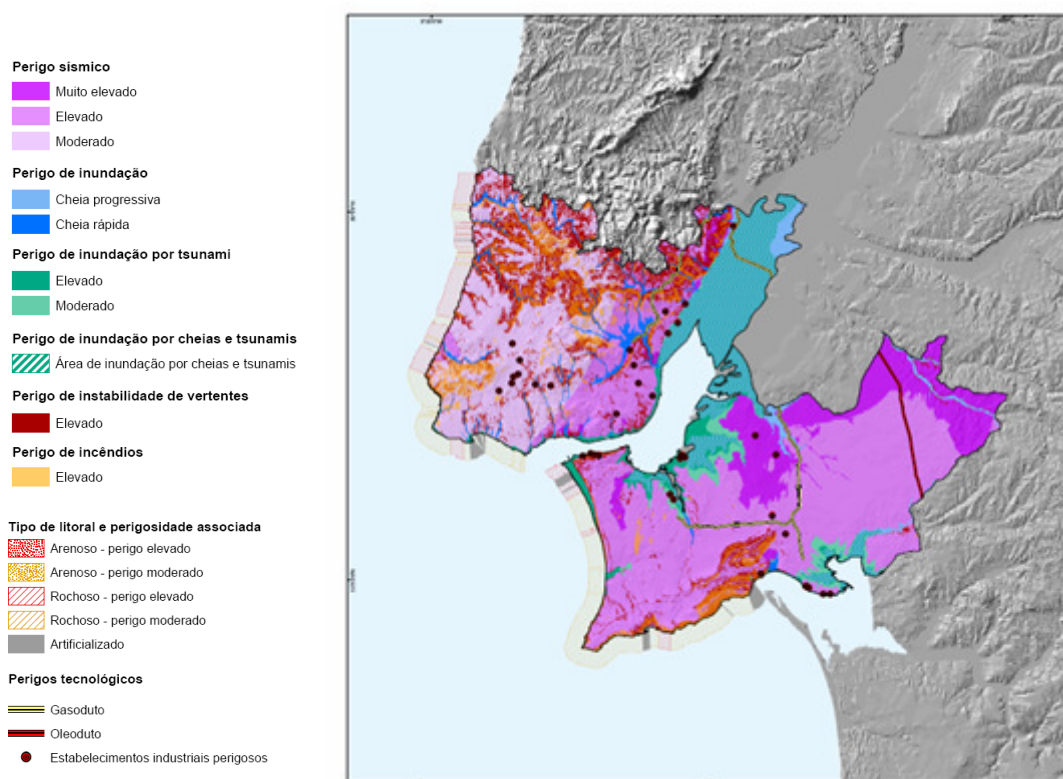 Perigo sísmico
Muito elevado
Elevado
Moderado
Perigo de inundação
Cheia progressiva
Cheia rápida
Perigo de inundação por tsunami
Elevado
Moderado
Perigo de inundação por cheias e tsunamis
Área de inundação por cheias e tsunamis
Perigo de instabilidade de vertentes
Elevado
Perigo de incêndios
Elevado
Tipo de litoral e perigosidade associada
Arenoso - perigo elevado
Arenoso - perigo moderado
Rochoso - perigo elevado
Rochoso - perigo moderado
Artificializado
Perigos tecnológicos
Gasoduto
Oleoduto
Estabelecimentos industriais perigosos